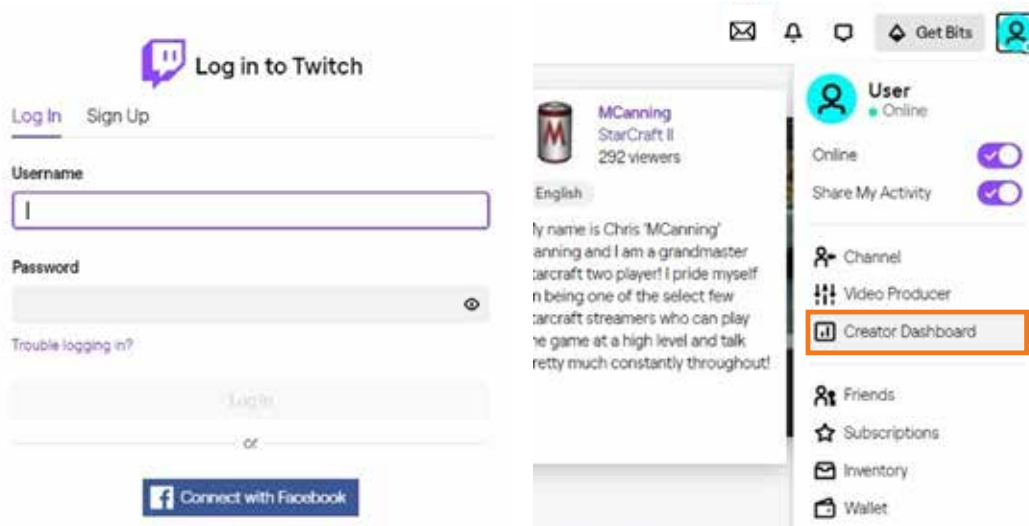 Log in to Twitch
Log In Sign Up
Username
Password
Trouble logging in?
Log In
or
Connect with Facebook
Get Bits
MCanning
StarCraft II
292 viewers
English
y name is Chris 'MCanning'
anning and I am a grandmaster
tarcraft two player! I pride myself
n being one of the select few
tarcraft streamers who can play
he game at a high level and talk
retty much constantly throughout!
User
Online
Online
Share My Activity
Channel
Video Producer
Creator Dashboard
Friends
Subscriptions
Inventory
Wallet